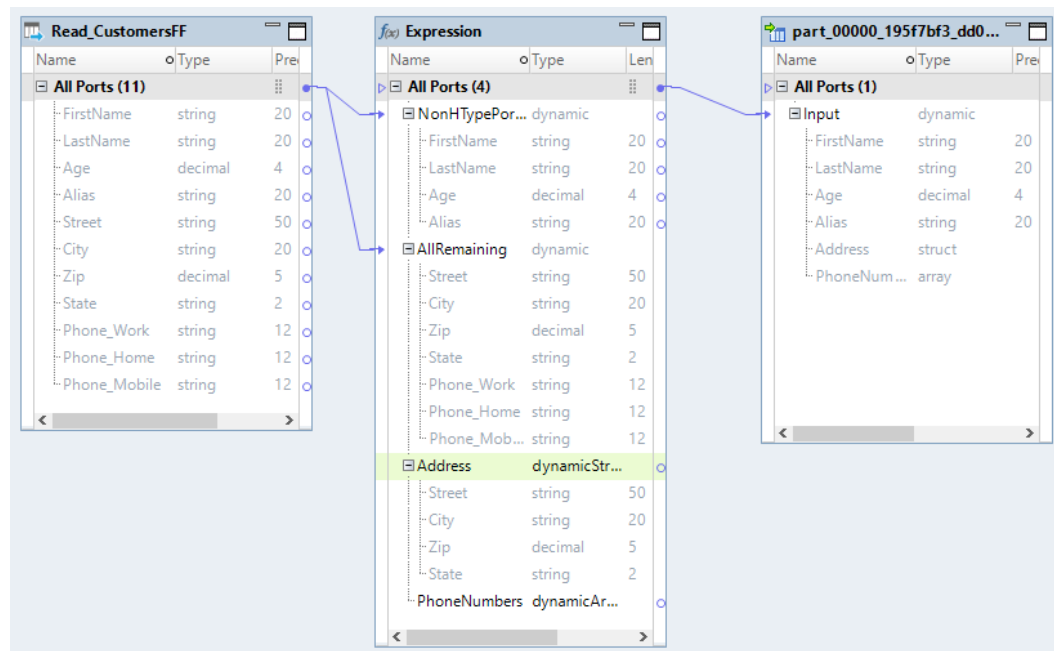 Read_CustomersFF
Name Type Pre
All Ports (11)
FirstName string 20
LastName string 20
Age decimal 4
Alias string 20
Street string 50
City string 20
Zip decimal 5
State string 2
Phone_Work string 12
Phone_Home string 12
Phone_Mobile string 12
f(x) Expression
Name Type Len
All Ports (4)
NonHTypePor... dynamic
FirstName string 20
LastName string 20
Age decimal 4
Alias string 20
AllRemaining dynamic
Street string 50
City string 20
Zip decimal 5
State string 2
Phone_Work string 12
Phone_Home string 12
Phone_Mob... string 12
Address dynamicStr...
Street string 50
City string 20
Zip decimal 5
State string 2
PhoneNumbers dynamicAr...
part_00000_195f7bf3_dd0...
Name Type Pre
All Ports (1)
Input dynamic
FirstName string 20
LastName string 20
Age decimal 4
Alias string 20
Address struct
PhoneNum... array